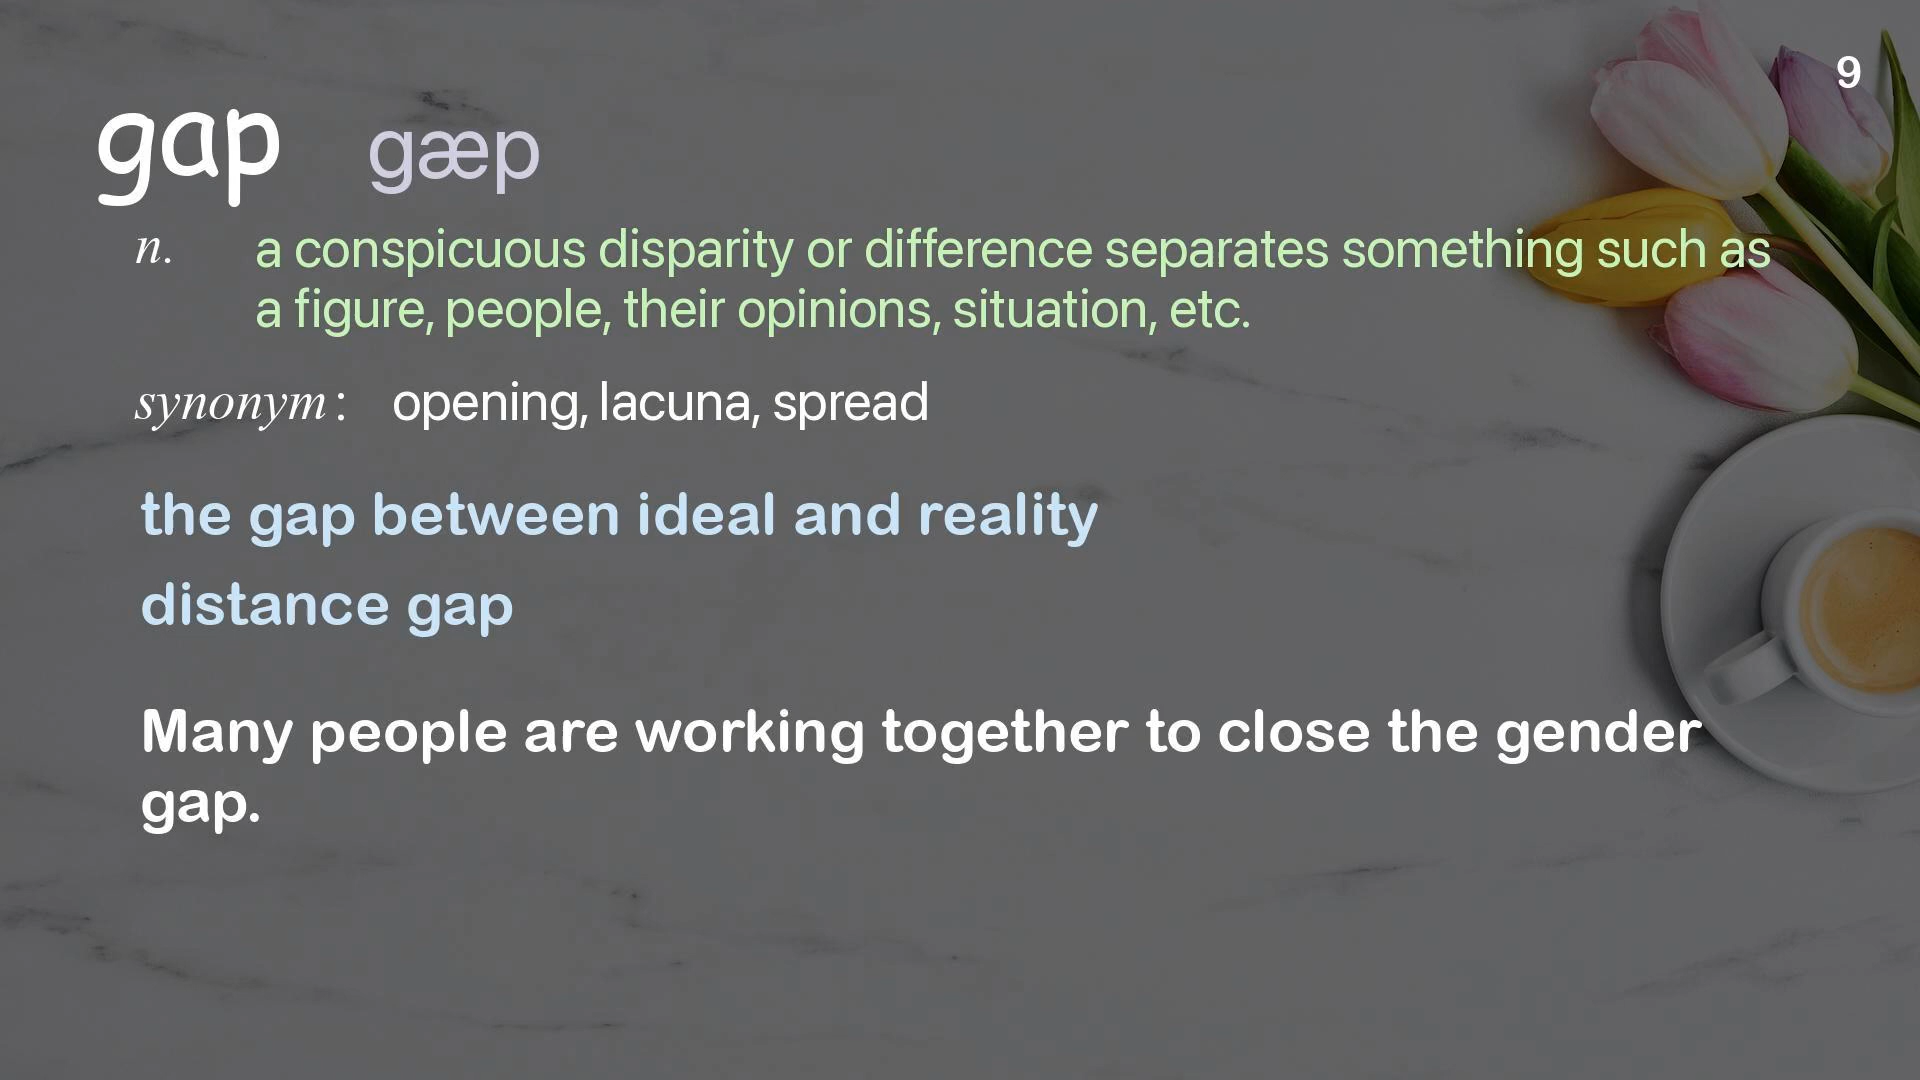 9
gap gæp
n. a conspicuous disparity or difference separates something such as
a figure, people, their opinions, situation, etc.
synonym: opening, lacuna, spread
the gap between ideal and reality
distance gap
Many people are working together to close the gender
gap.